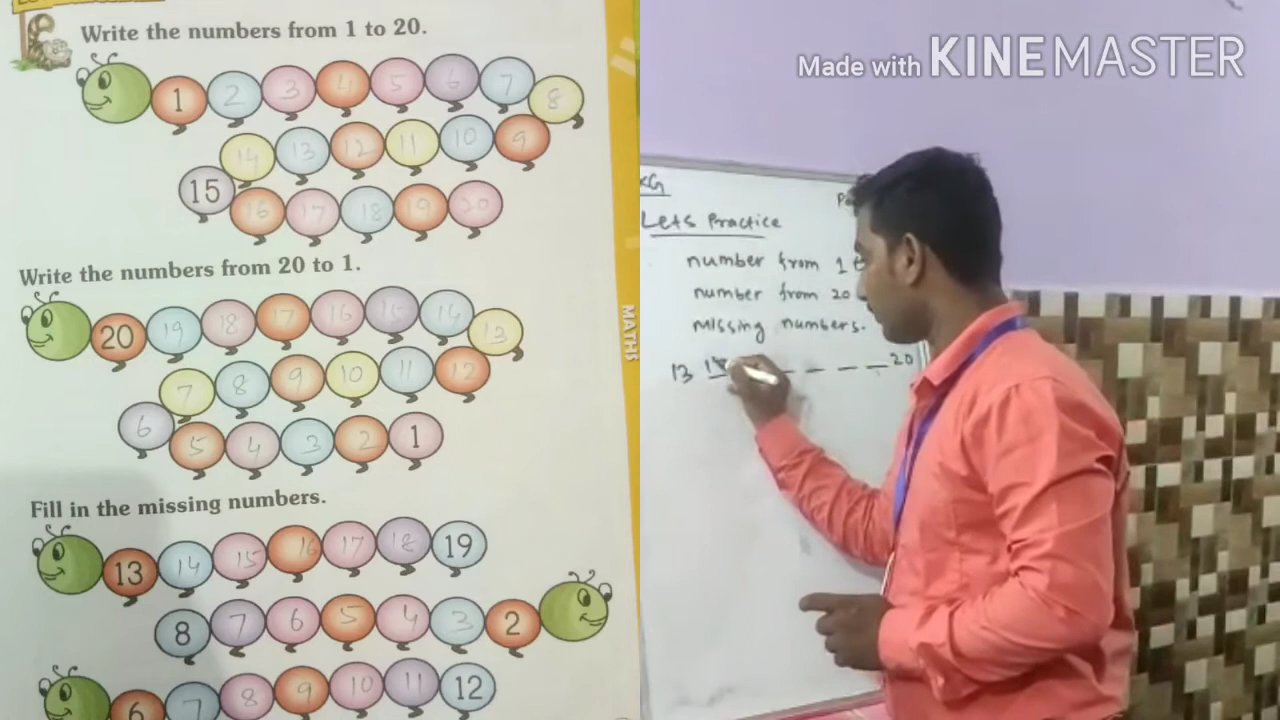 Write the numbers from 1 to 20.
1 2 3 4 5 6 7 8
14 13 12 11 10 9
15
16 17 18 19 20
Write the numbers from 20 to 1.
20 19 18 17 16 15 14 13
7 8 9 10 11 12
6
5 4 3 2 1
Fill in the missing numbers.
13 14 15 16 17 18 19
8 7 6 5 4 3 2
6 7 8 9 10 11 12
MATHS
Made with KINEMASTER
Lets Practice
number from 1
number from 20
missing numbers.
13 20